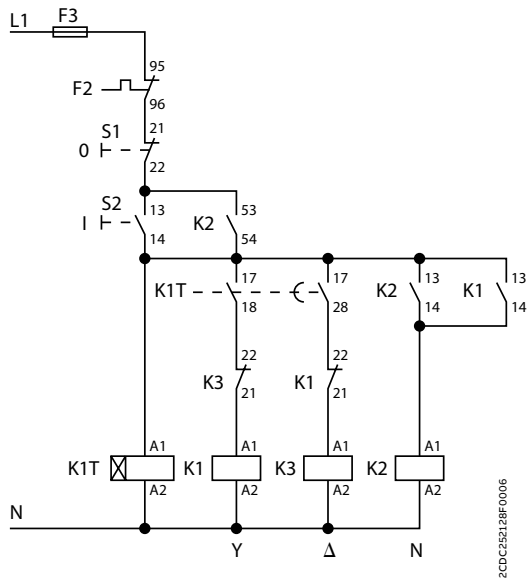 L1 F3
95
F2
96
S1 21
0
22
S2 13 53
I K2
14 54
17 17 13 13
K1T K2 K1
18 28 14 14
22 22
K3 K1
21 21
A1 A1 A1 A1
K1T K1 K3 K2
A2 A2 A2 A2
N
Y Δ N
2CDC252128F0006